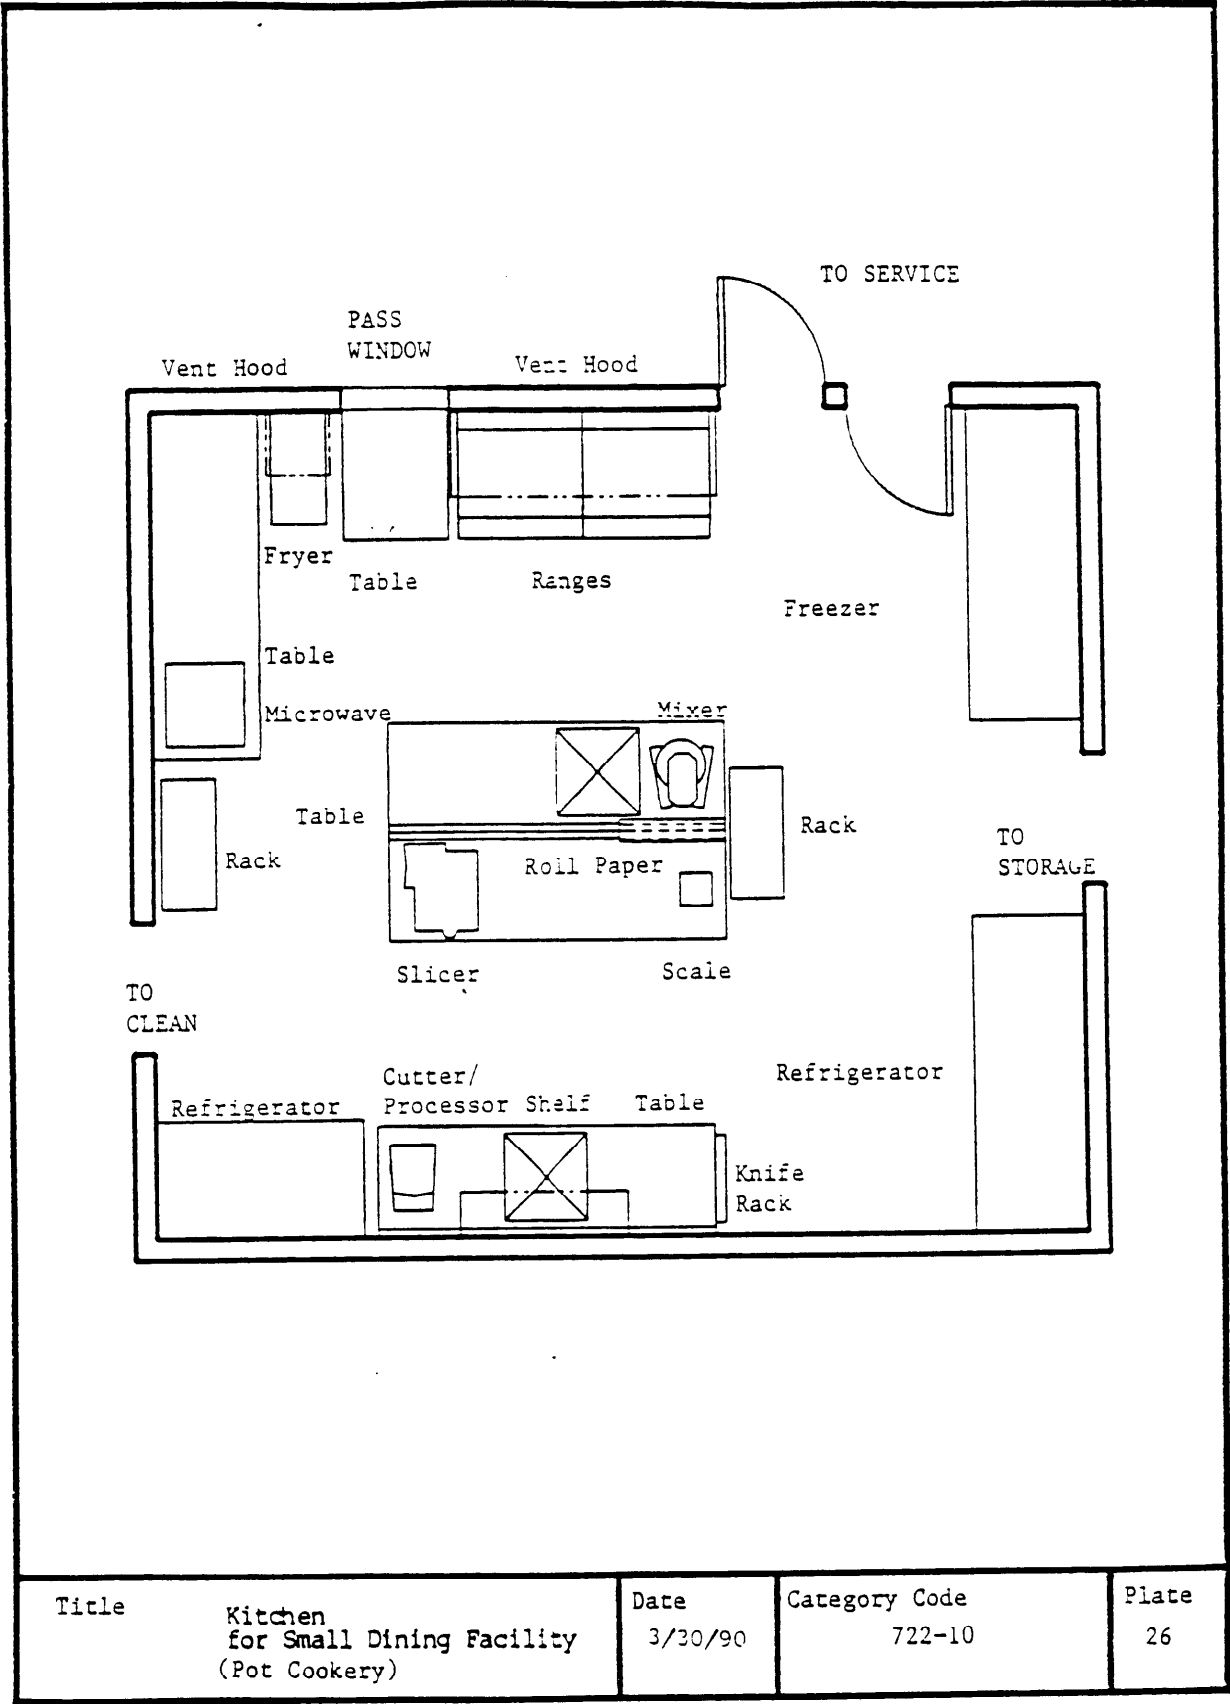 TO SERVICE
PASS
WINDOW
Vent Hood
Vent Hood
Fryer
Table
Ranges
Freezer
Table
Microwave
Mixer
Table
Rack
TO
STORAGE
Rack
Roll Paper
Slicer
Scale
TO
CLEAN
Cutter/
Processor
Shelf
Table
Refrigerator
Refrigerator
Knife
Rack
Title
Kitchen
for Small Dining Facility
(Pot Cookery)
Date
3/30/90
Category Code
722-10
Plate
26